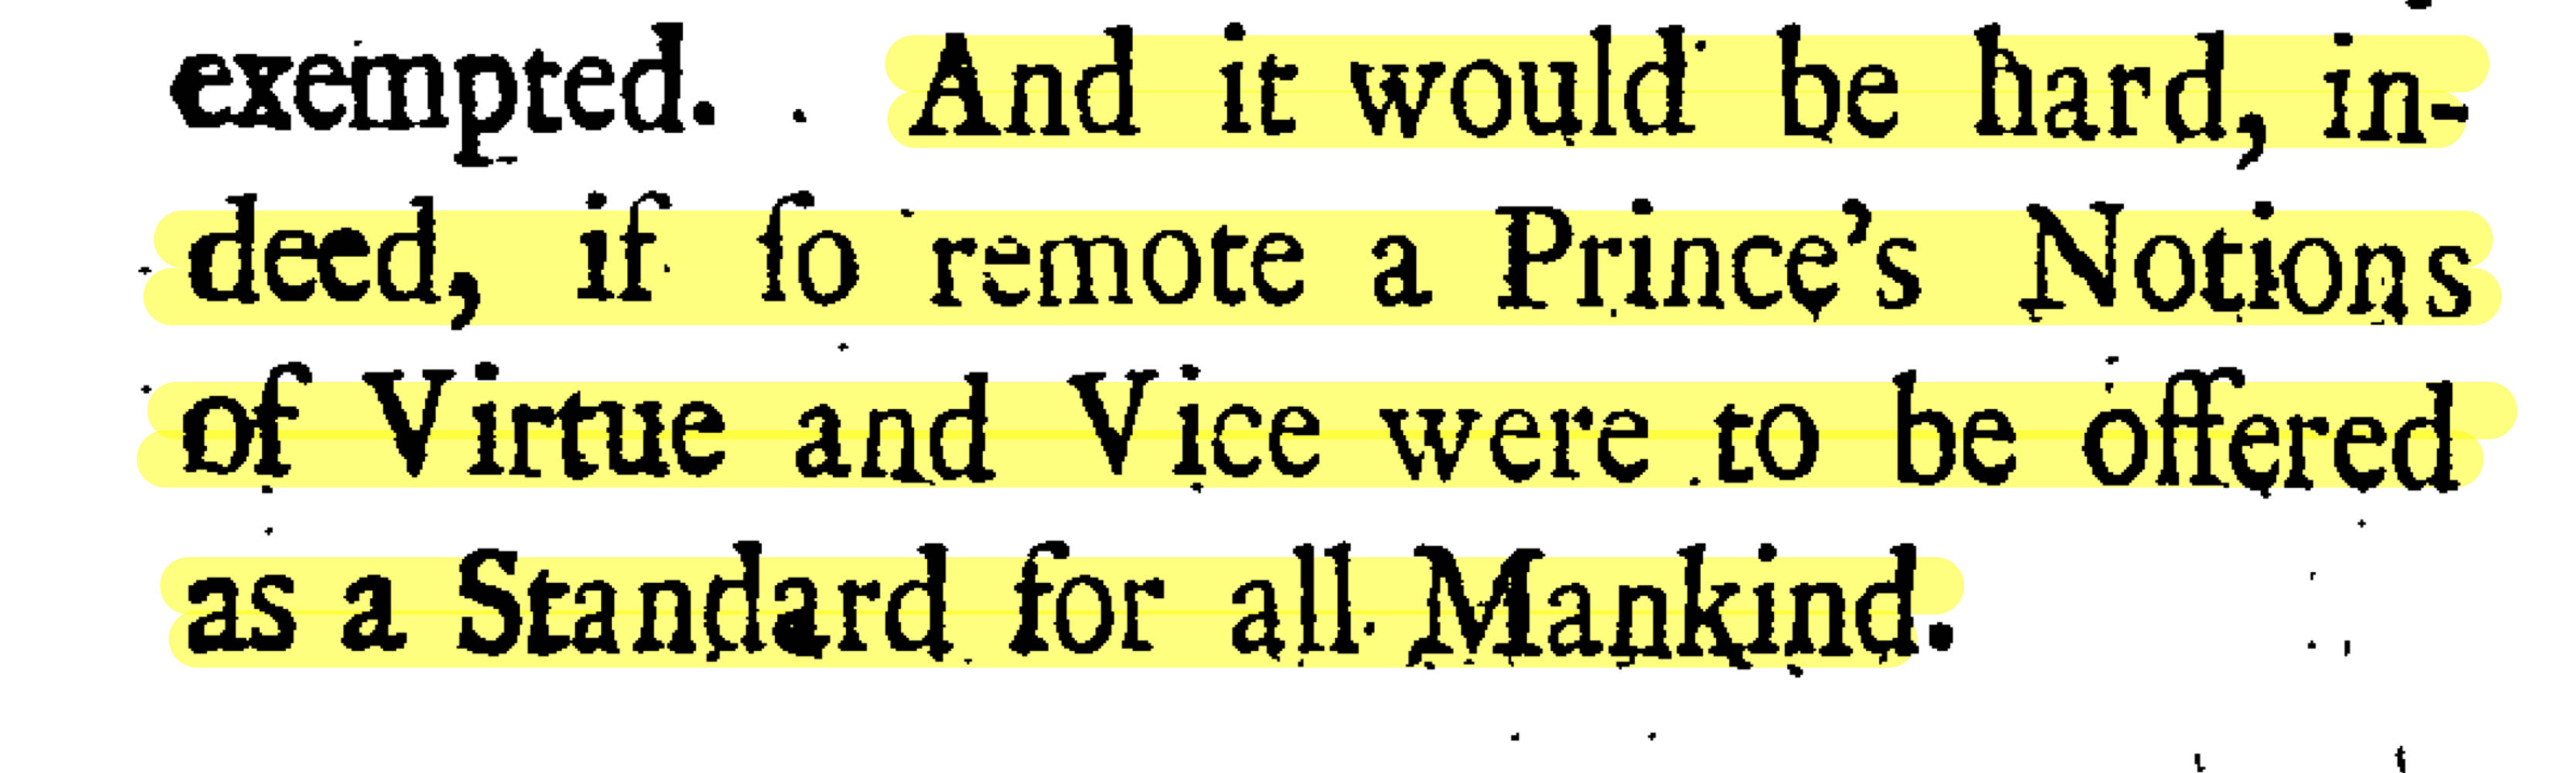 exempted. And it would be hard, in-
deed, if ſo remote a Prince's Notions
of Virtue and Vice were to be offered
as a Standard for all Mankind.